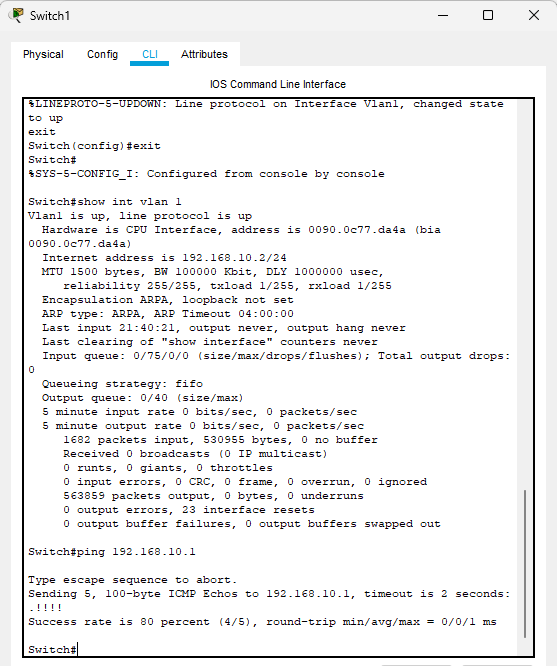 Switch1
Physical Config CLI Attributes
IOS Command Line Interface
%LINEPROTO-5-UPDOWN: Line protocol on Interface Vlan1, changed state
to up
exit
Switch(config)#exit
Switch#
%SYS-5-CONFIG_I: Configured from console by console
Switch#show int vlan 1
Vlan1 is up, line protocol is up
Hardware is CPU Interface, address is 0090.0c77.da4a (bia
0090.0c77.da4a)
Internet address is 192.168.10.2/24
MTU 1500 bytes, BW 100000 Kbit, DLY 1000000 usec,
reliability 255/255, txload 1/255, rxload 1/255
Encapsulation ARPA, loopback not set
ARP type: ARPA, ARP Timeout 04:00:00
Last input 21:40:21, output never, output hang never
Last clearing of "show interface" counters never
Input queue: 0/75/0/0 (size/max/drops/flushes); Total output drops:
0
Queueing strategy: fifo
Output queue: 0/40 (size/max)
5 minute input rate 0 bits/sec, 0 packets/sec
5 minute output rate 0 bits/sec, 0 packets/sec
1682 packets input, 530955 bytes, 0 no buffer
Received 0 broadcasts (0 IP multicast)
0 runts, 0 giants, 0 throttles
0 input errors, 0 CRC, 0 frame, 0 overrun, 0 ignored
563859 packets output, 0 bytes, 0 underruns
0 output errors, 23 interface resets
0 output buffer failures, 0 output buffers swapped out
Switch#ping 192.168.10.1
Type escape sequence to abort.
Sending 5, 100-byte ICMP Echos to 192.168.10.1, timeout is 2 seconds:
.!!!!
Success rate is 80 percent (4/5), round-trip min/avg/max = 0/0/1 ms
Switch#